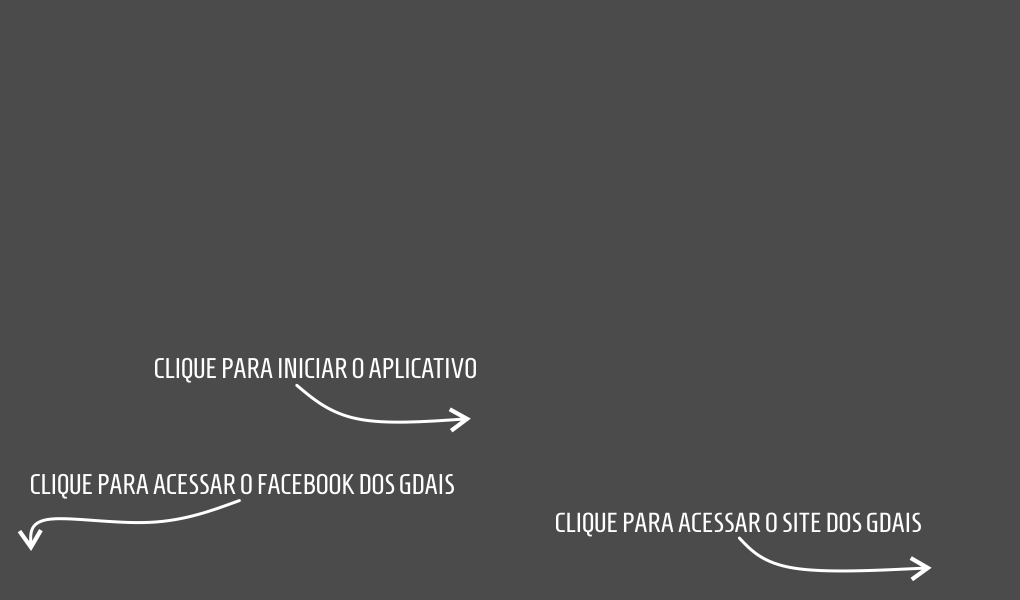 CLIQUE PARA INICIAR O APLICATIVO
CLIQUE PARA ACESSAR O FACEBOOK DOS GDAIS
CLIQUE PARA ACESSAR O SITE DOS GDAIS